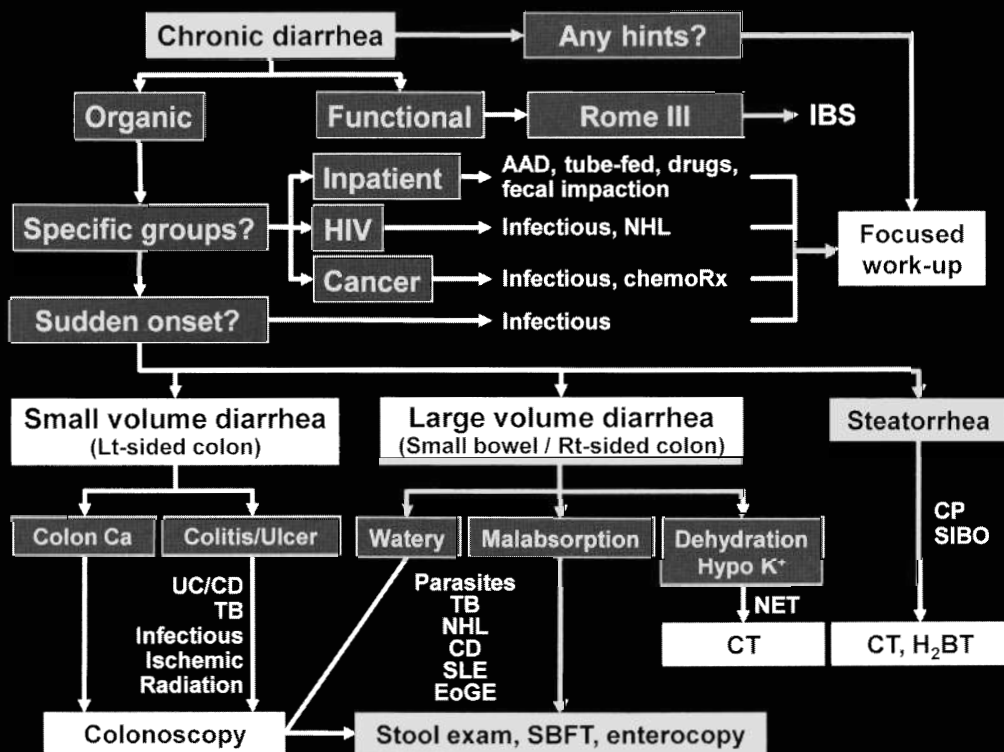 Chronic diarrhea
Any hints?
Organic
Functional
Rome III
IBS
Specific groups?
Inpatient
AAD, tube-fed, drugs,
fecal impaction
HIV
Infectious, NHL
Cancer
Infectious, chemoRx
Focused
work-up
Sudden onset?
Infectious
Small volume diarrhea
(Lt-sided colon)
Large volume diarrhea
(Small bowel / Rt-sided colon)
Steatorrhea
Colon Ca
Colitis/Ulcer
Watery
Malabsorption
Dehydration
Hypo K⁺
CP
SIBO
UC/CD
TB
Infectious
Ischemic
Radiation
Parasites
TB
NHL
CD
SLE
EoGE
NET
CT
CT, H₂BT
Colonoscopy
Stool exam, SBFT, enterocopy